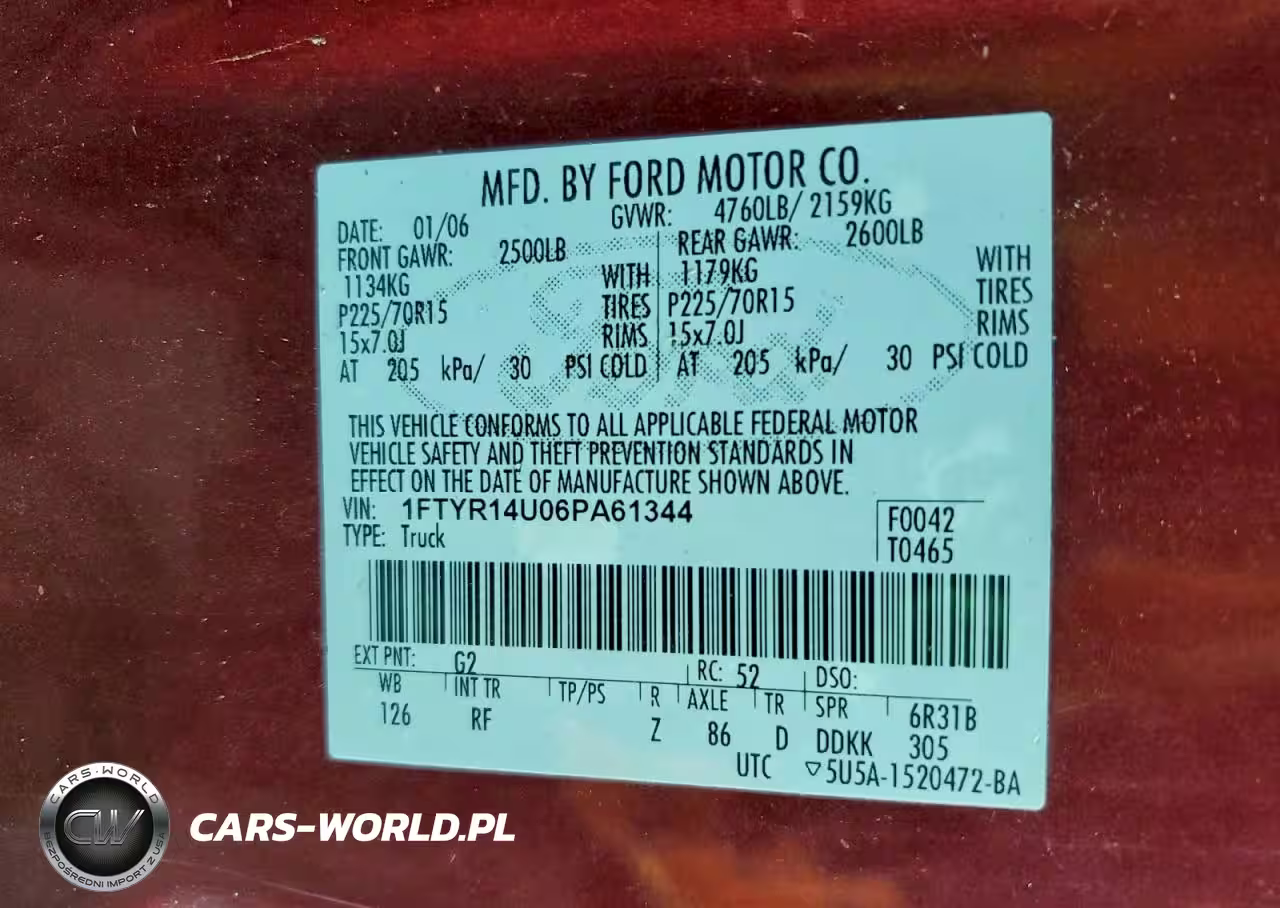 MFD. BY FORD MOTOR CO.
DATE: 01/06 GVWR: 4760LB/ 2159KG
FRONT GAWR: 2500LB REAR GAWR: 2600LB
1134KG WITH 1179KG WITH
P225/70R15 TIRES P225/70R15 TIRES
15x7.0J RIMS 15x7.0J RIMS
AT 205 kPa/ 30 PSI COLD AT 205 kPa/ 30 PSI COLD
THIS VEHICLE CONFORMS TO ALL APPLICABLE FEDERAL MOTOR
VEHICLE SAFETY AND THEFT PREVENTION STANDARDS IN
EFFECT ON THE DATE OF MANUFACTURE SHOWN ABOVE.
VIN: 1FTYR14U06PA61344
TYPE: Truck
F0042
T0465
EXT PNT: G2 RC: 52 DSO:
WB INT TR TP/PS R AXLE TR SPR 6R31B
126 RF Z 86 D DDKK 305
UTC ▽5U5A-1520472-BA
CARS-WORLD
CW
BEZPOŚREDNI IMPORT Z USA
CARS-WORLD.PL